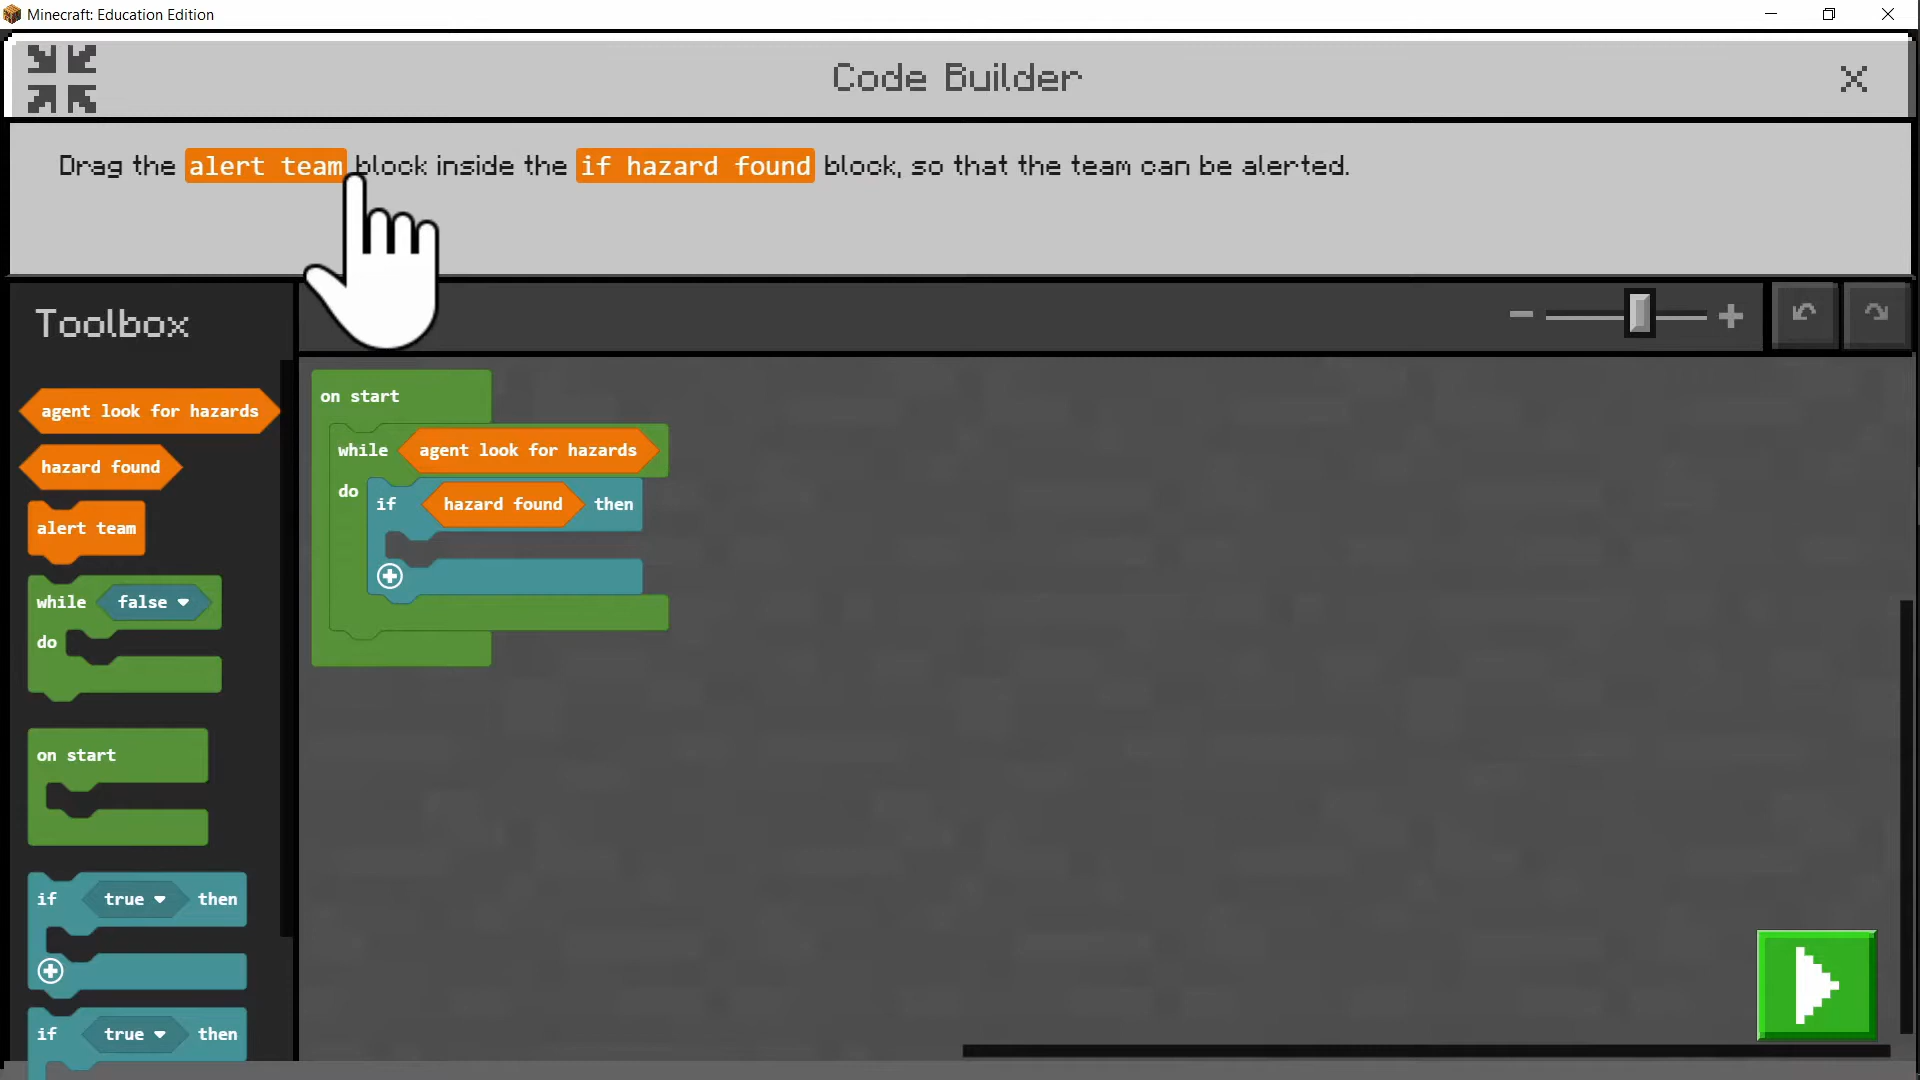 Minecraft: Education Edition
Code Builder
Drag the alert team block inside the if hazard found block, so that the team can be alerted.
Toolbox
agent look for hazards
hazard found
alert team
while false
do
on start
if true then
if true then
on start
while agent look for hazards
do
if hazard found then